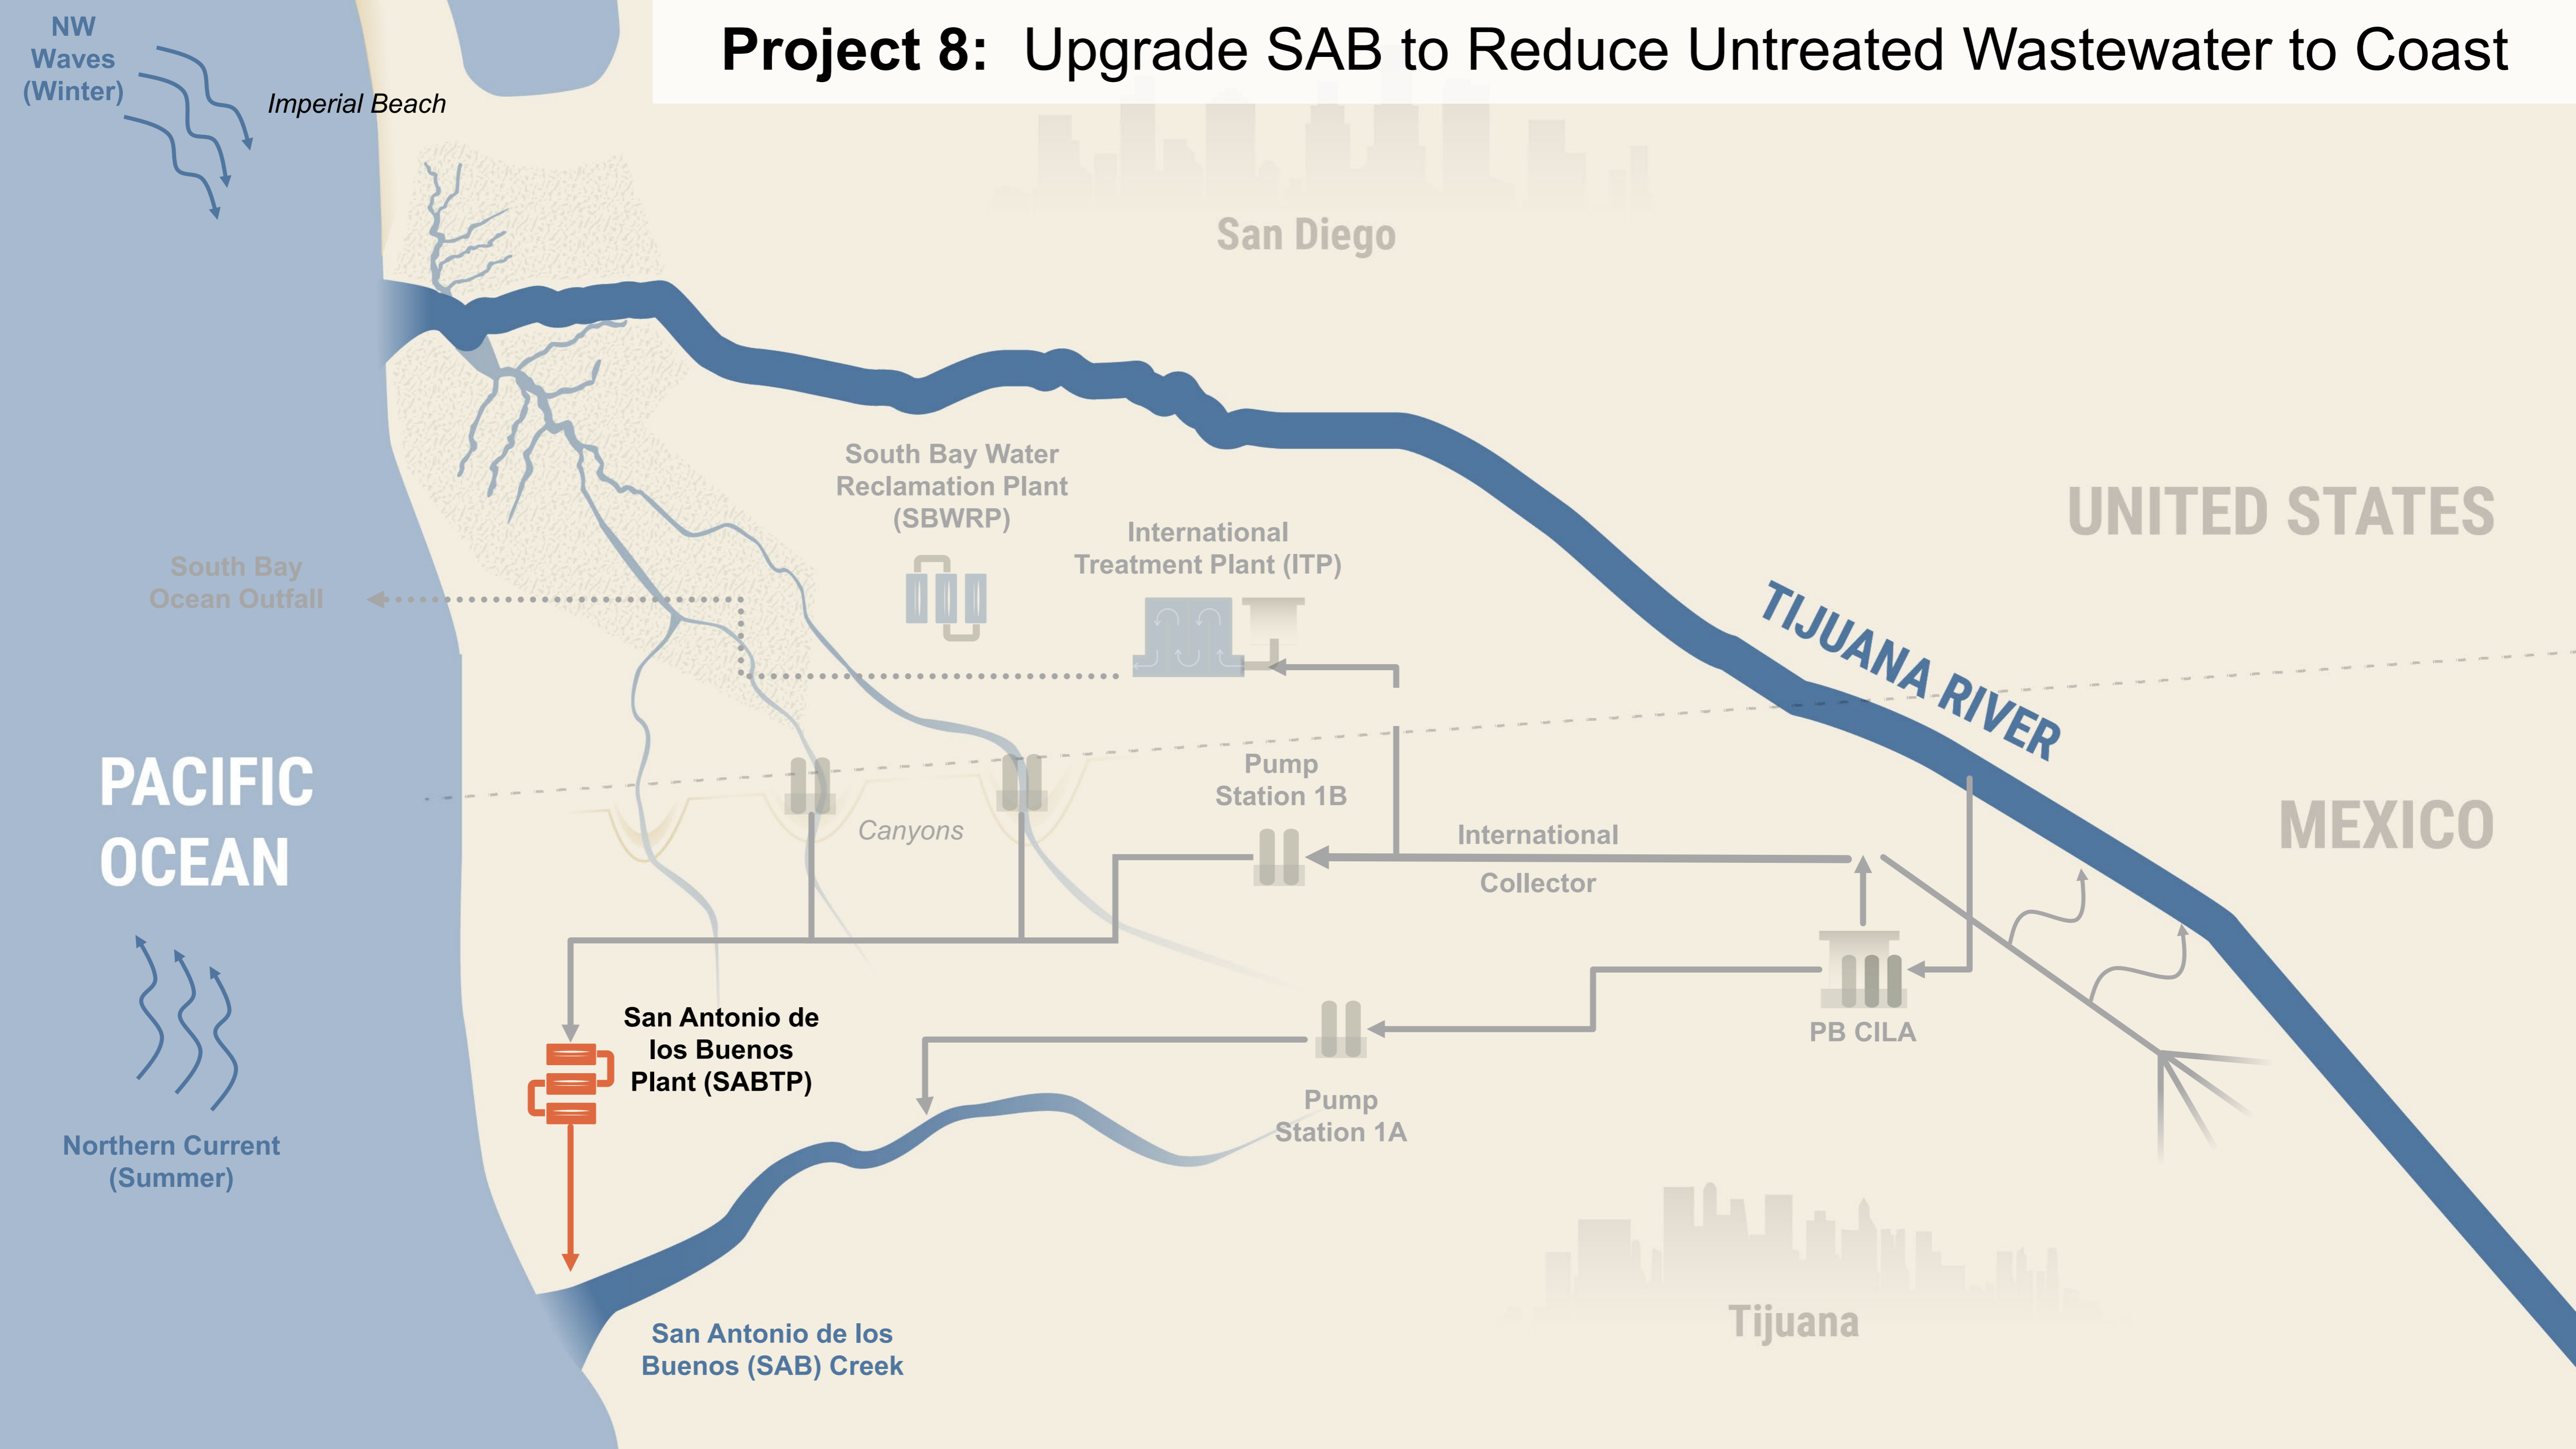 Project 8: Upgrade SAB to Reduce Untreated Wastewater to Coast
NW
Waves
(Winter)
Imperial Beach
San Diego
South Bay Water
Reclamation Plant
(SBWRP)
International
Treatment Plant (ITP)
UNITED STATES
South Bay
Ocean Outfall
TIJUANA RIVER
PACIFIC
OCEAN
Pump
Station 1B
Canyons
International
Collector
MEXICO
San Antonio de
los Buenos
Plant (SABTP)
PB CILA
Pump
Station 1A
Northern Current
(Summer)
Tijuana
San Antonio de los
Buenos (SAB) Creek